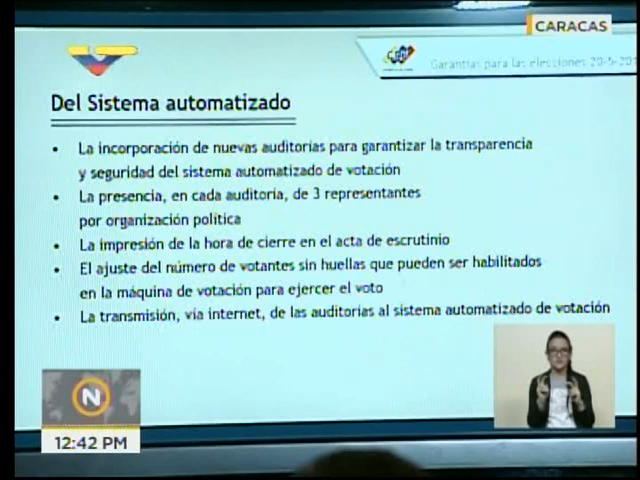 CARACAS
Garantías para las elecciones 20-5-201
Del Sistema automatizado
• La incorporación de nuevas auditorías para garantizar la transparencia
y seguridad del sistema automatizado de votación
• La presencia, en cada auditoría, de 3 representantes
por organización política
• La impresión de la hora de cierre en el acta de escrutinio
• El ajuste del número de votantes sin huellas que pueden ser habilitados
en la máquina de votación para ejercer el voto
• La transmisión, vía internet, de las auditorías al sistema automatizado de votación
N
12:42 PM